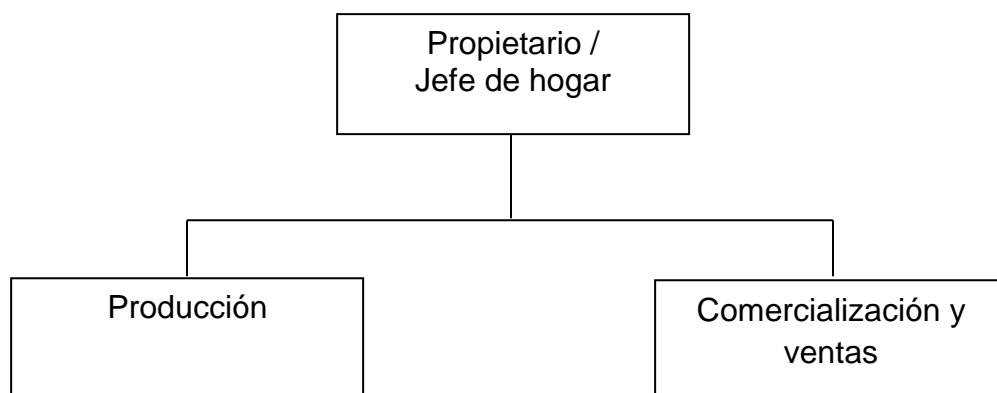 Propietario /
Jefe de hogar
Producción
Comercialización y
ventas